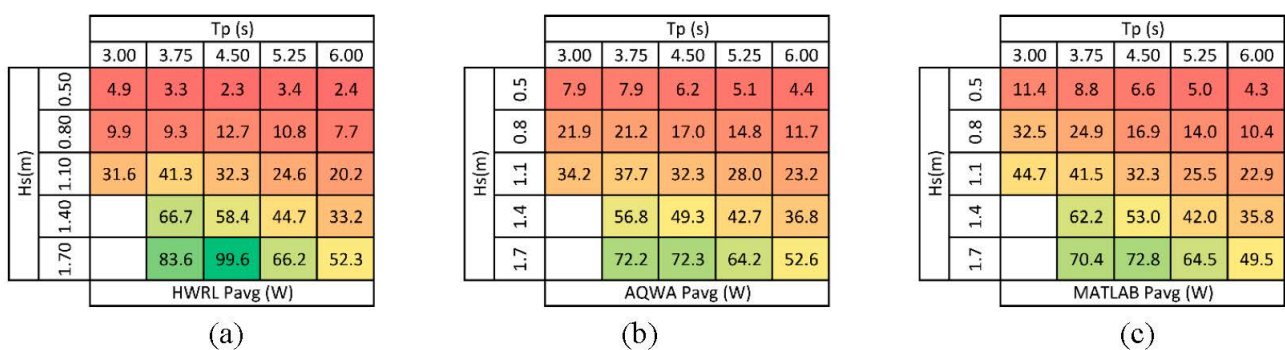 Tp (s)
3.00 3.75 4.50 5.25 6.00
Hs(m)
0.50 4.9 3.3 2.3 3.4 2.4
0.80 9.9 9.3 12.7 10.8 7.7
1.10 31.6 41.3 32.3 24.6 20.2
1.40 66.7 58.4 44.7 33.2
1.70 83.6 99.6 66.2 52.3
HWRL Pavg (W)
(a)
Tp (s)
3.00 3.75 4.50 5.25 6.00
Hs(m)
0.5 7.9 7.9 6.2 5.1 4.4
0.8 21.9 21.2 17.0 14.8 11.7
1.1 34.2 37.7 32.3 28.0 23.2
1.4 56.8 49.3 42.7 36.8
1.7 72.2 72.3 64.2 52.6
AQWA Pavg (W)
(b)
Tp (s)
3.00 3.75 4.50 5.25 6.00
Hs(m)
0.5 11.4 8.8 6.6 5.0 4.3
0.8 32.5 24.9 16.9 14.0 10.4
1.1 44.7 41.5 32.3 25.5 22.9
1.4 62.2 53.0 42.0 35.8
1.7 70.4 72.8 64.5 49.5
MATLAB Pavg (W)
(c)